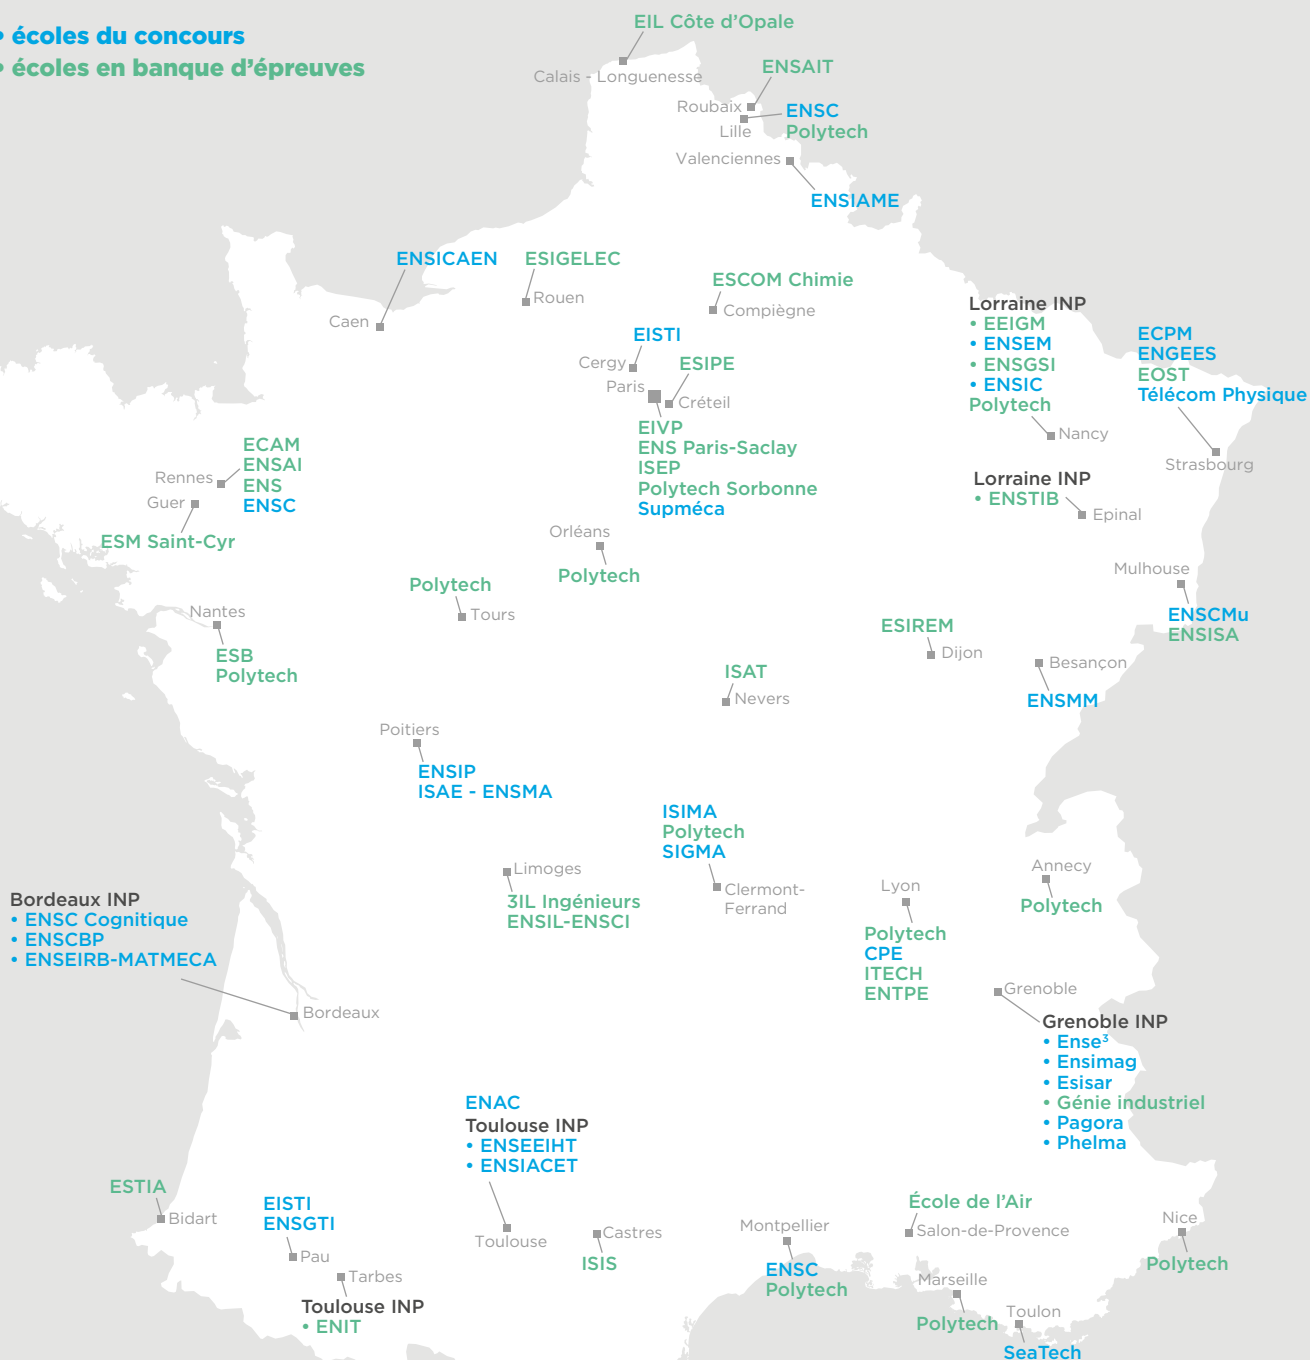 • écoles du concours
• écoles en banque d’épreuves
EIL Côte d’Opale
Calais - Longuenesse
ENSAIT
Roubaix
ENSC
Lille
Polytech
Valenciennes
ENSIAME
ENSICAEN
ESIGELEC
ESCOM Chimie
Rouen
Compiègne
Caen
Lorraine INP
• EEIGM
• ENSEM
• ENSGSI
• ENSIC
Polytech
Nancy
ECPM
ENGEES
EOST
Télécom Physique
Strasbourg
EISTI
Cergy
ESIPE
Paris
Créteil
EIVP
ENS Paris-Saclay
ISEP
Polytech Sorbonne
Supméca
ECAM
ENSAI
ENS
ENSC
Rennes
Guer
ESM Saint-Cyr
Lorraine INP
• ENSTIB
Epinal
Orléans
Polytech
Polytech
Tours
Mulhouse
ENSCMu
ENSISA
Nantes
ESB
Polytech
ESIREM
Dijon
Besançon
ENSMM
ISAT
Nevers
Poitiers
ENSIP
ISAE - ENSMA
ISIMA
Polytech
SIGMA
Clermont-
Ferrand
Limoges
3IL Ingénieurs
ENSIL-ENSCI
Lyon
Polytech
CPE
ITECH
ENTPE
Annecy
Polytech
Bordeaux INP
• ENSC Cognitique
• ENSCBP
• ENSEIRB-MATMECA
Bordeaux
Grenoble
Grenoble INP
• Ense³
• Ensimag
• Esisar
• Génie industriel
• Pagora
• Phelma
ENAC
Toulouse INP
• ENSEEIHT
• ENSIACET
Toulouse
ESTIA
Bidart
EISTI
ENSGTI
Pau
Tarbes
Toulouse INP
• ENIT
Castres
ISIS
Montpellier
ENSC
Polytech
École de l’Air
Salon-de-Provence
Nice
Polytech
Marseille
Polytech
Toulon
SeaTech